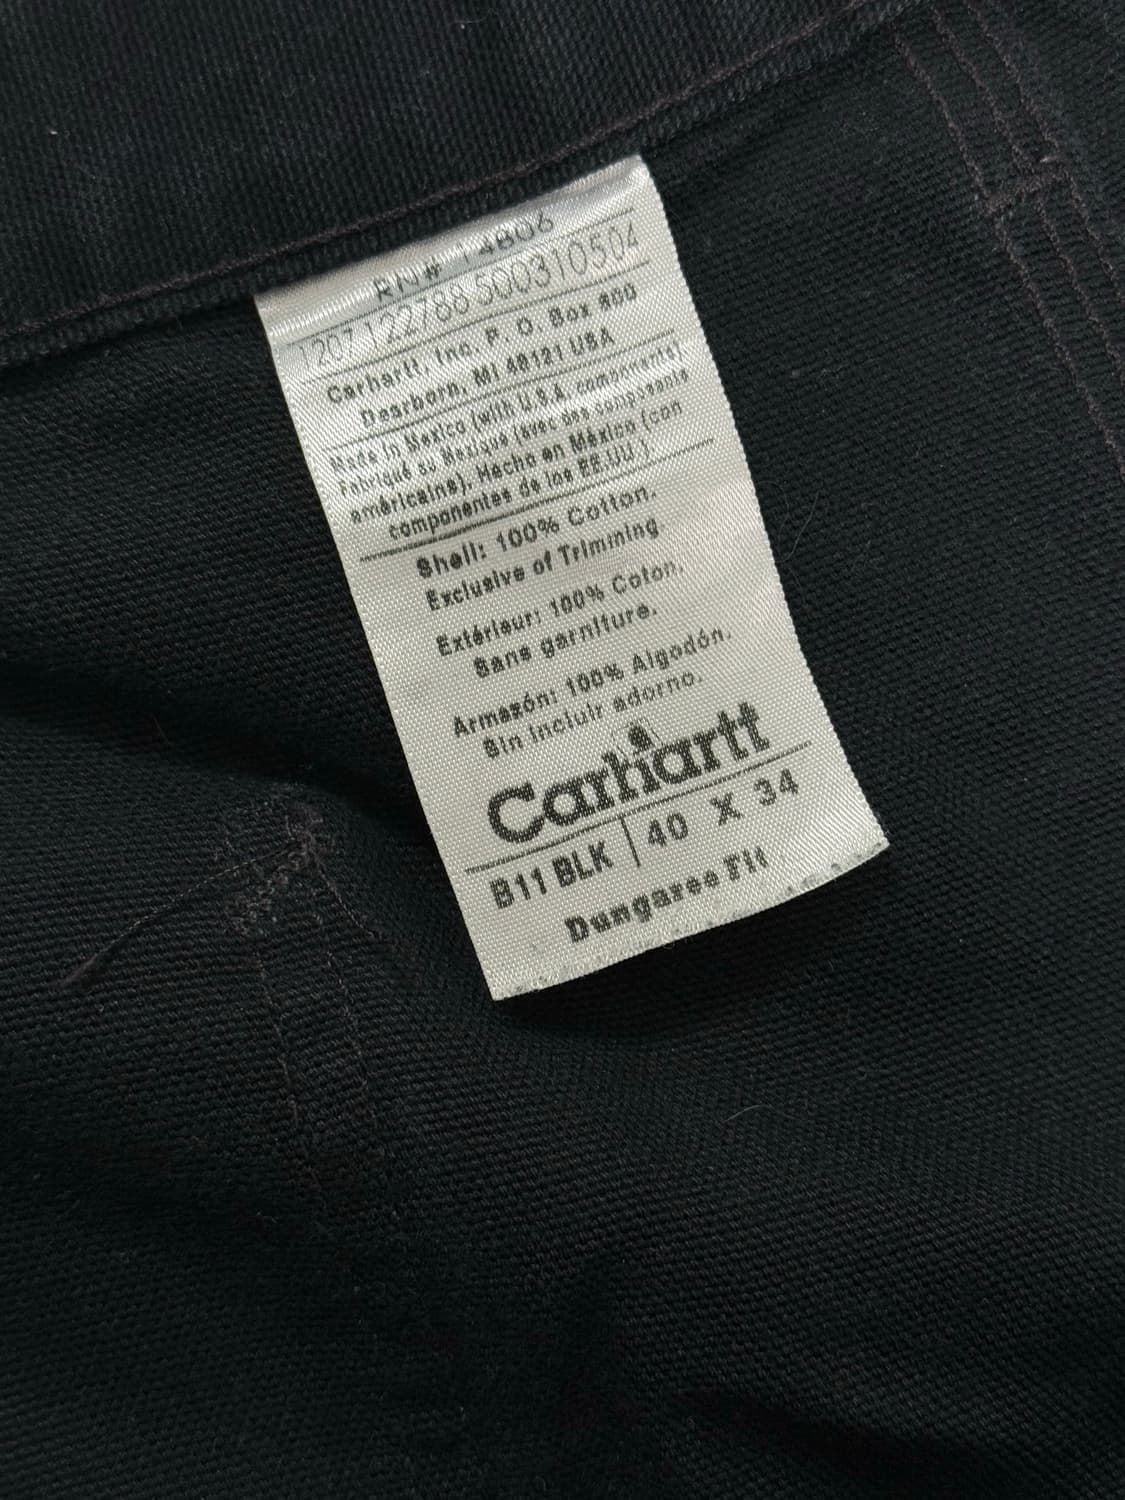 RN# 14806
1207 122788 500310504
Carhartt, Inc. P. O. Box 600
Dearborn, MI 48121 USA
Made in Mexico (with U.S.A. components)
Fabriqué au Mexique (avec des composants
américains). Hecho en México (con
componentes de los EE.UU.)
Shell: 100% Cotton.
Exclusive of Trimming
Extérieur: 100% Coton.
Sans garniture.
Armazón: 100% Algodón.
Sin incluir adorno.
Carhartt
B11 BLK | 40 X 34
Dungaree Fit